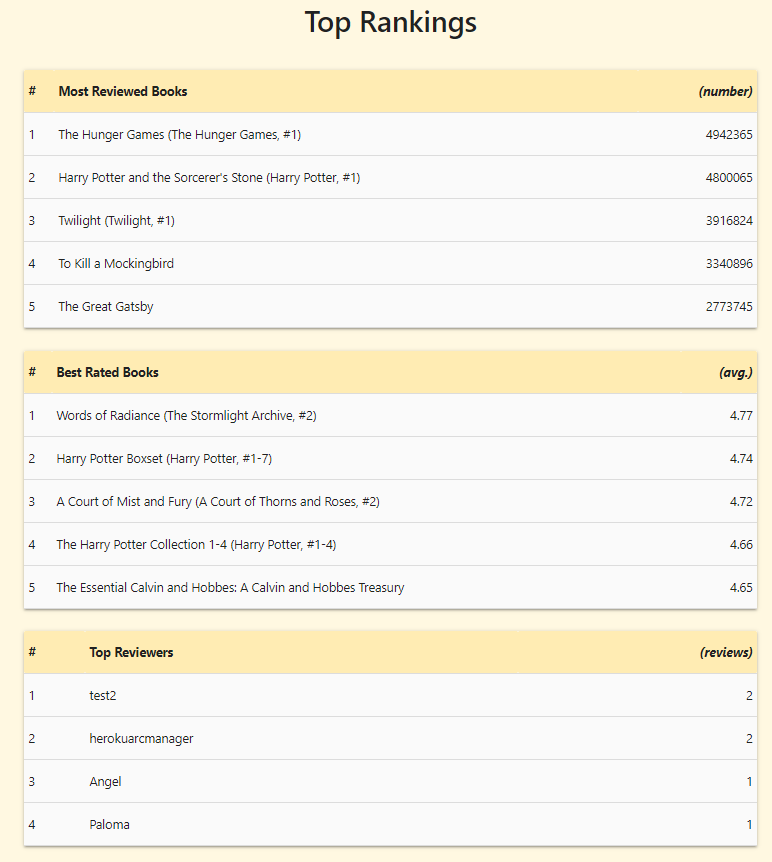 Top Rankings
# Most Reviewed Books (number)
1 The Hunger Games (The Hunger Games, #1) 4942365
2 Harry Potter and the Sorcerer's Stone (Harry Potter, #1) 4800065
3 Twilight (Twilight, #1) 3916824
4 To Kill a Mockingbird 3340896
5 The Great Gatsby 2773745
# Best Rated Books (avg.)
1 Words of Radiance (The Stormlight Archive, #2) 4.77
2 Harry Potter Boxset (Harry Potter, #1-7) 4.74
3 A Court of Mist and Fury (A Court of Thorns and Roses, #2) 4.72
4 The Harry Potter Collection 1-4 (Harry Potter, #1-4) 4.66
5 The Essential Calvin and Hobbes: A Calvin and Hobbes Treasury 4.65
# Top Reviewers (reviews)
1 test2 2
2 herokuarcmanager 2
3 Angel 1
4 Paloma 1